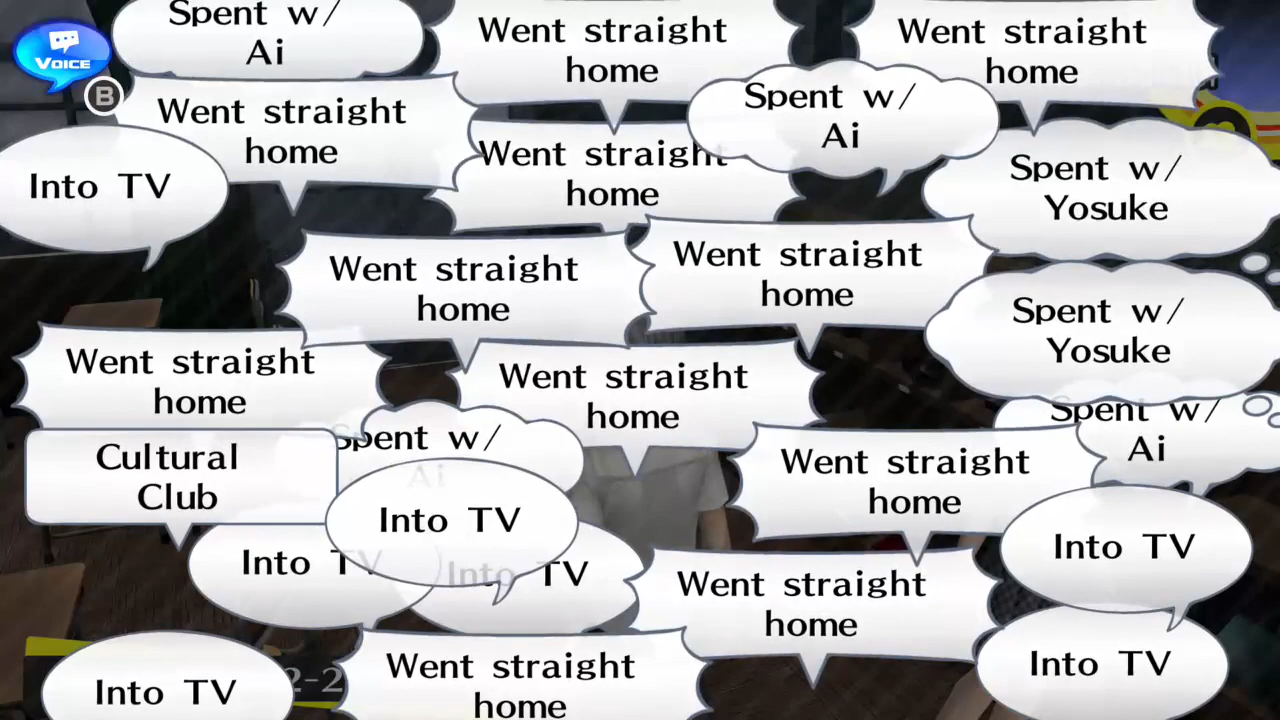 Spent w/
Ai
Went straight
home
Went straight
home
VOICE
B
Went straight
home
Spent w/
Ai
Went straight
home
Spent w/
Yosuke
Into TV
Went straight
home
Went straight
home
Spent w/
Yosuke
Went straight
home
Went straight
home
Spent w/
Ai
Spent w/
Ai
Cultural
Club
Went straight
home
Into TV
Into TV
Into TV
Into TV
Went straight
home
Into TV
Went straight
home
Into TV
2-2